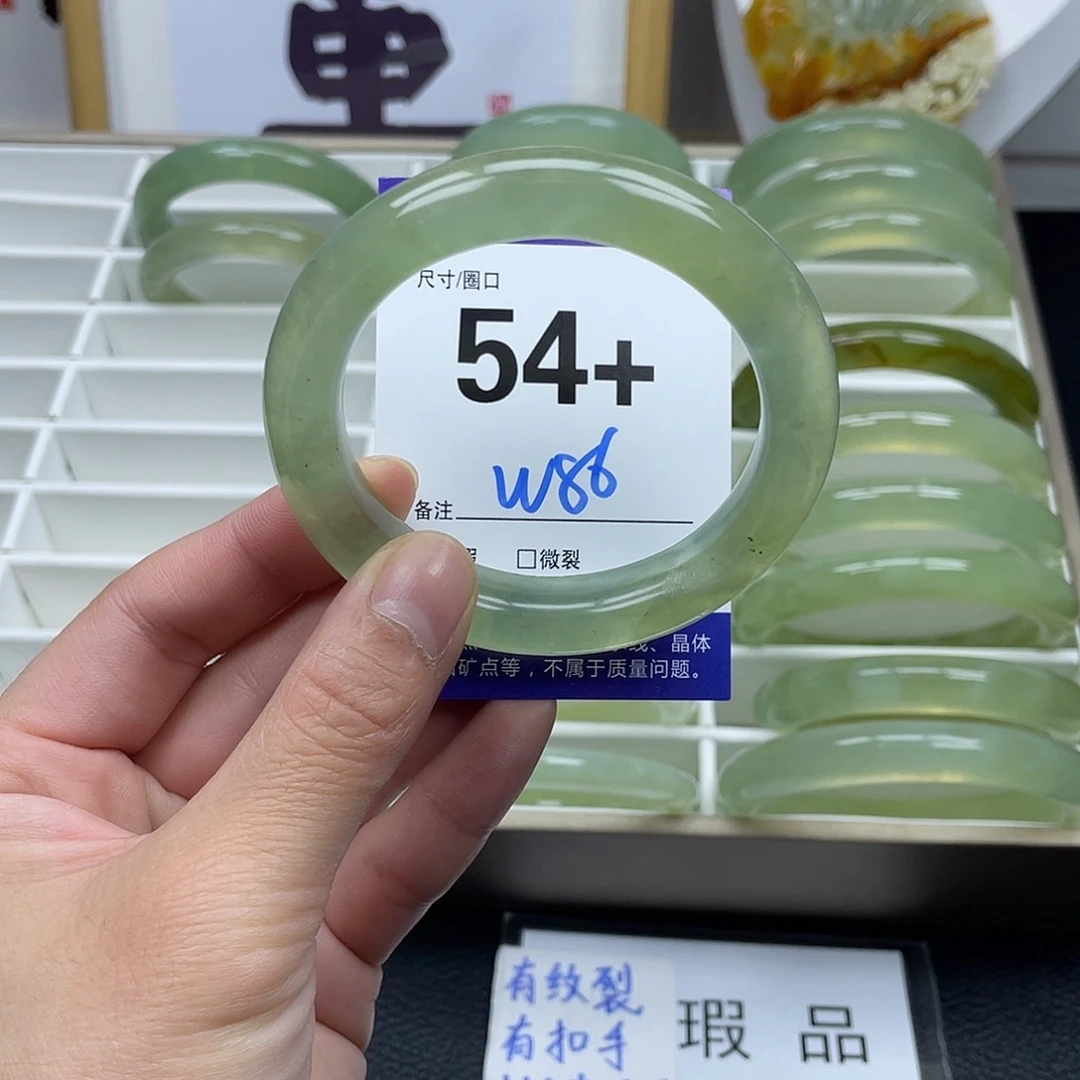 尺寸/圈口
54+
备注 W86
□微裂
线、晶体
矿点等，不属于质量问题。
有纹裂
有扣手
瑕品